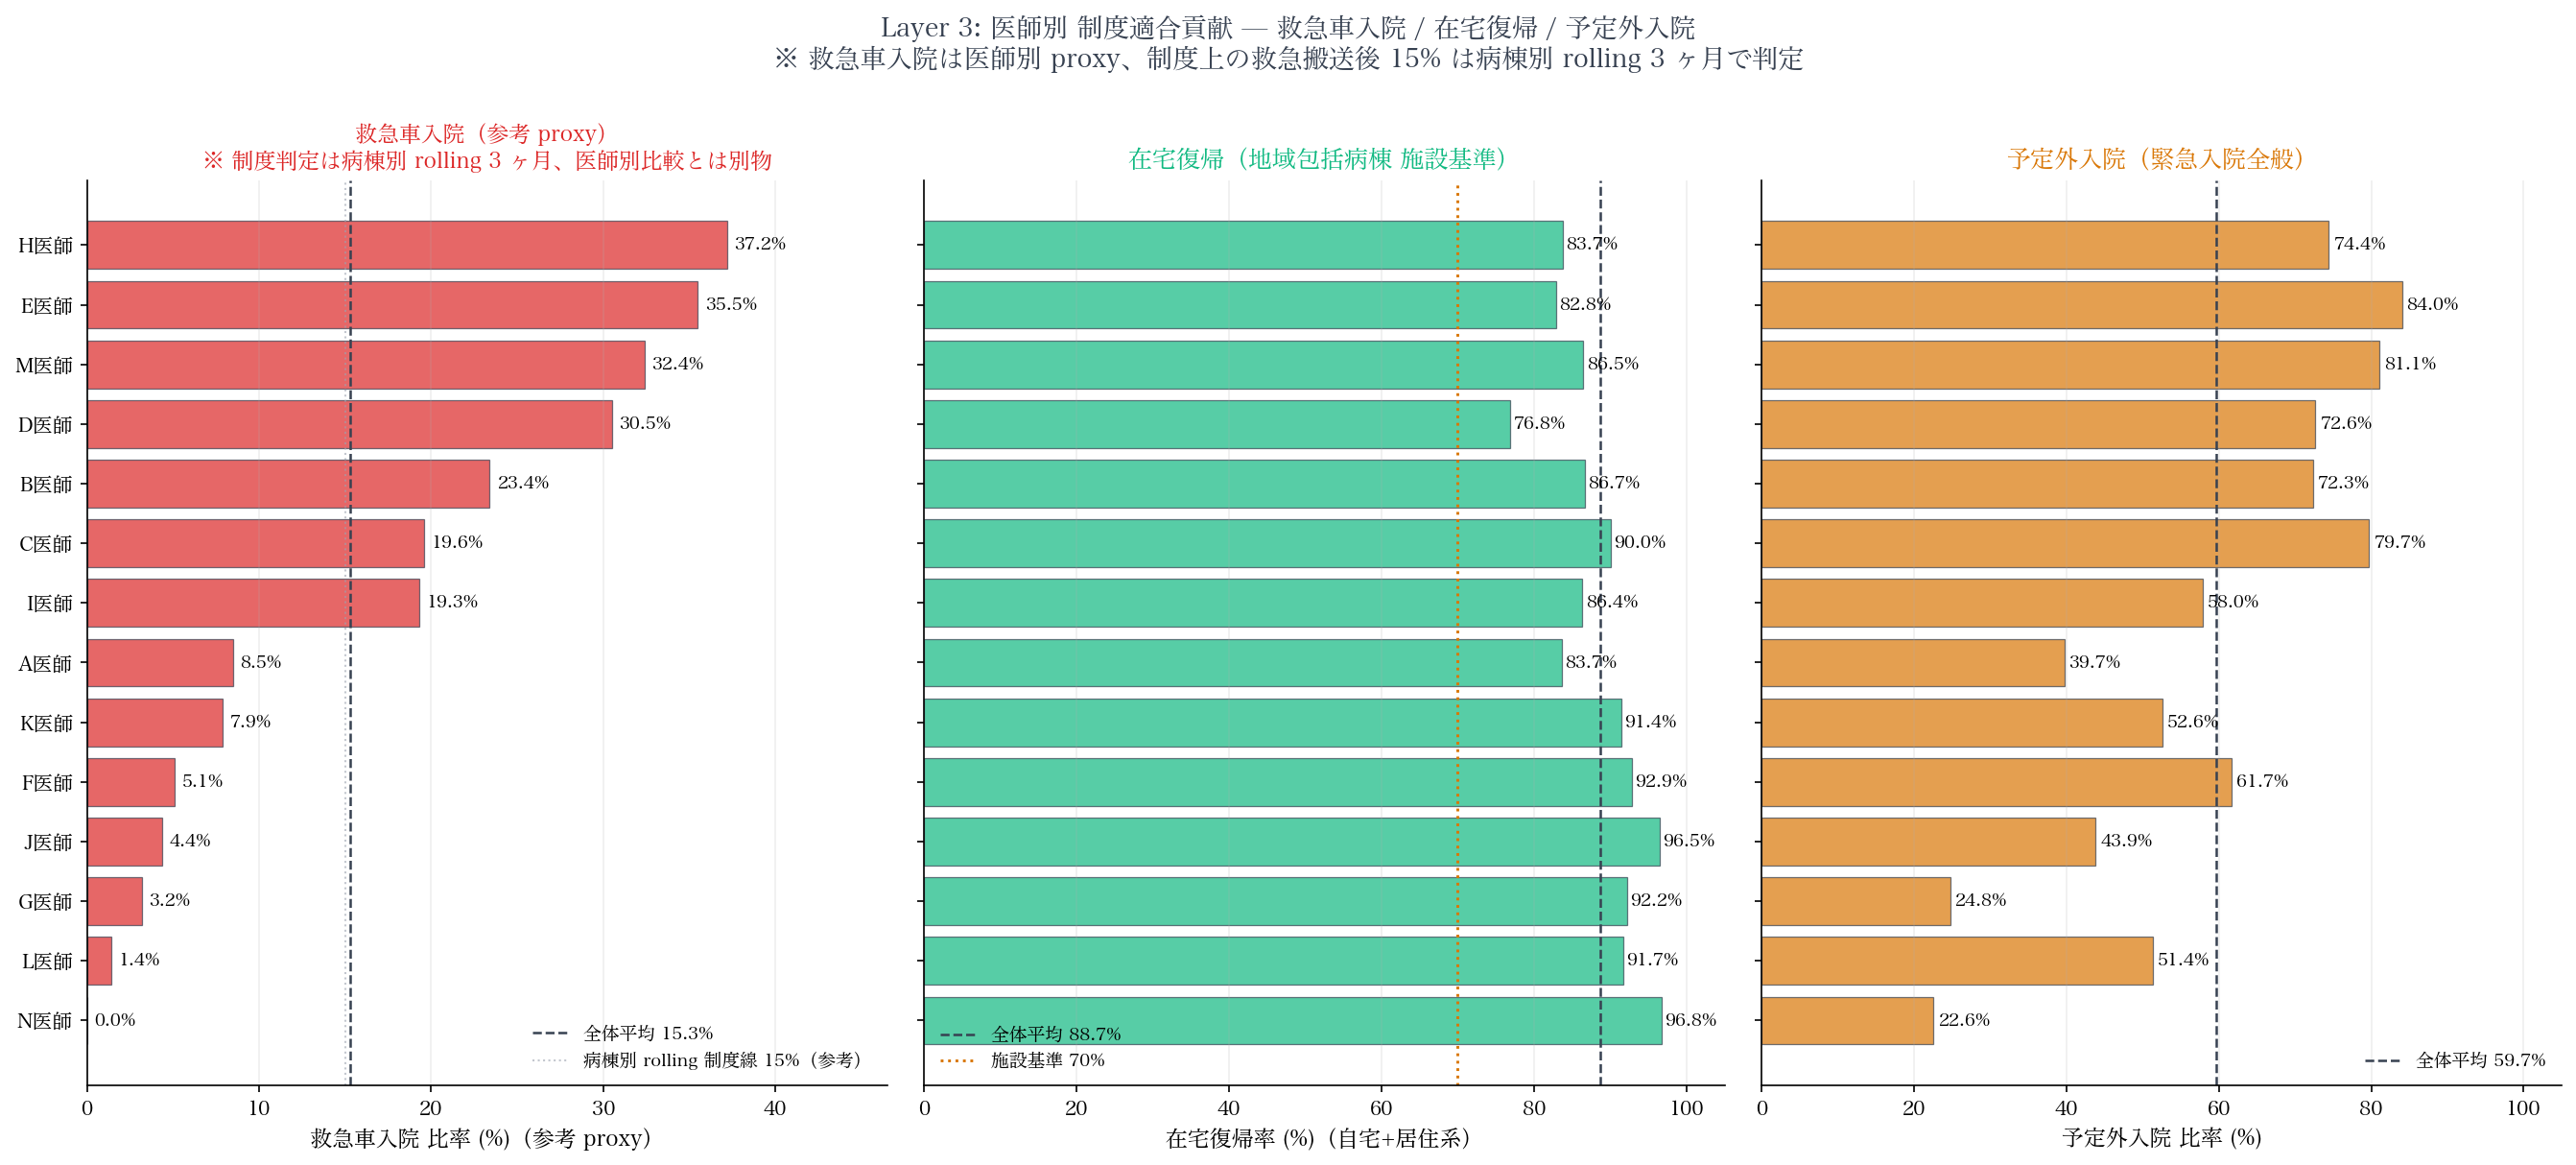 Layer 3: 医師別 制度適合貢献 — 救急車入院 / 在宅復帰 / 予定外入院
※ 救急車入院は医師別 proxy、制度上の救急搬送後 15% は病棟別 rolling 3 ヶ月で判定
救急車入院（参考 proxy）
※ 制度判定は病棟別 rolling 3 ヶ月、医師別比較とは別物
H医師
37.2%
E医師
35.5%
M医師
32.4%
D医師
30.5%
B医師
23.4%
C医師
19.6%
I医師
19.3%
A医師
8.5%
K医師
7.9%
F医師
5.1%
J医師
4.4%
G医師
3.2%
L医師
1.4%
N医師
0.0%
全体平均 15.3%
病棟別 rolling 制度線 15%（参考）
0 10 20 30 40
救急車入院 比率 (%)（参考 proxy）
在宅復帰（地域包括病棟 施設基準）
83.7%
82.8%
86.5%
76.8%
86.7%
90.0%
86.4%
83.7%
91.4%
92.9%
96.5%
92.2%
91.7%
96.8%
全体平均 88.7%
施設基準 70%
0 20 40 60 80 100
在宅復帰率 (%)（自宅+居住系）
予定外入院（緊急入院全般）
74.4%
84.0%
81.1%
72.6%
72.3%
79.7%
58.0%
39.7%
52.6%
61.7%
43.9%
24.8%
51.4%
22.6%
全体平均 59.7%
0 20 40 60 80 100
予定外入院 比率 (%)